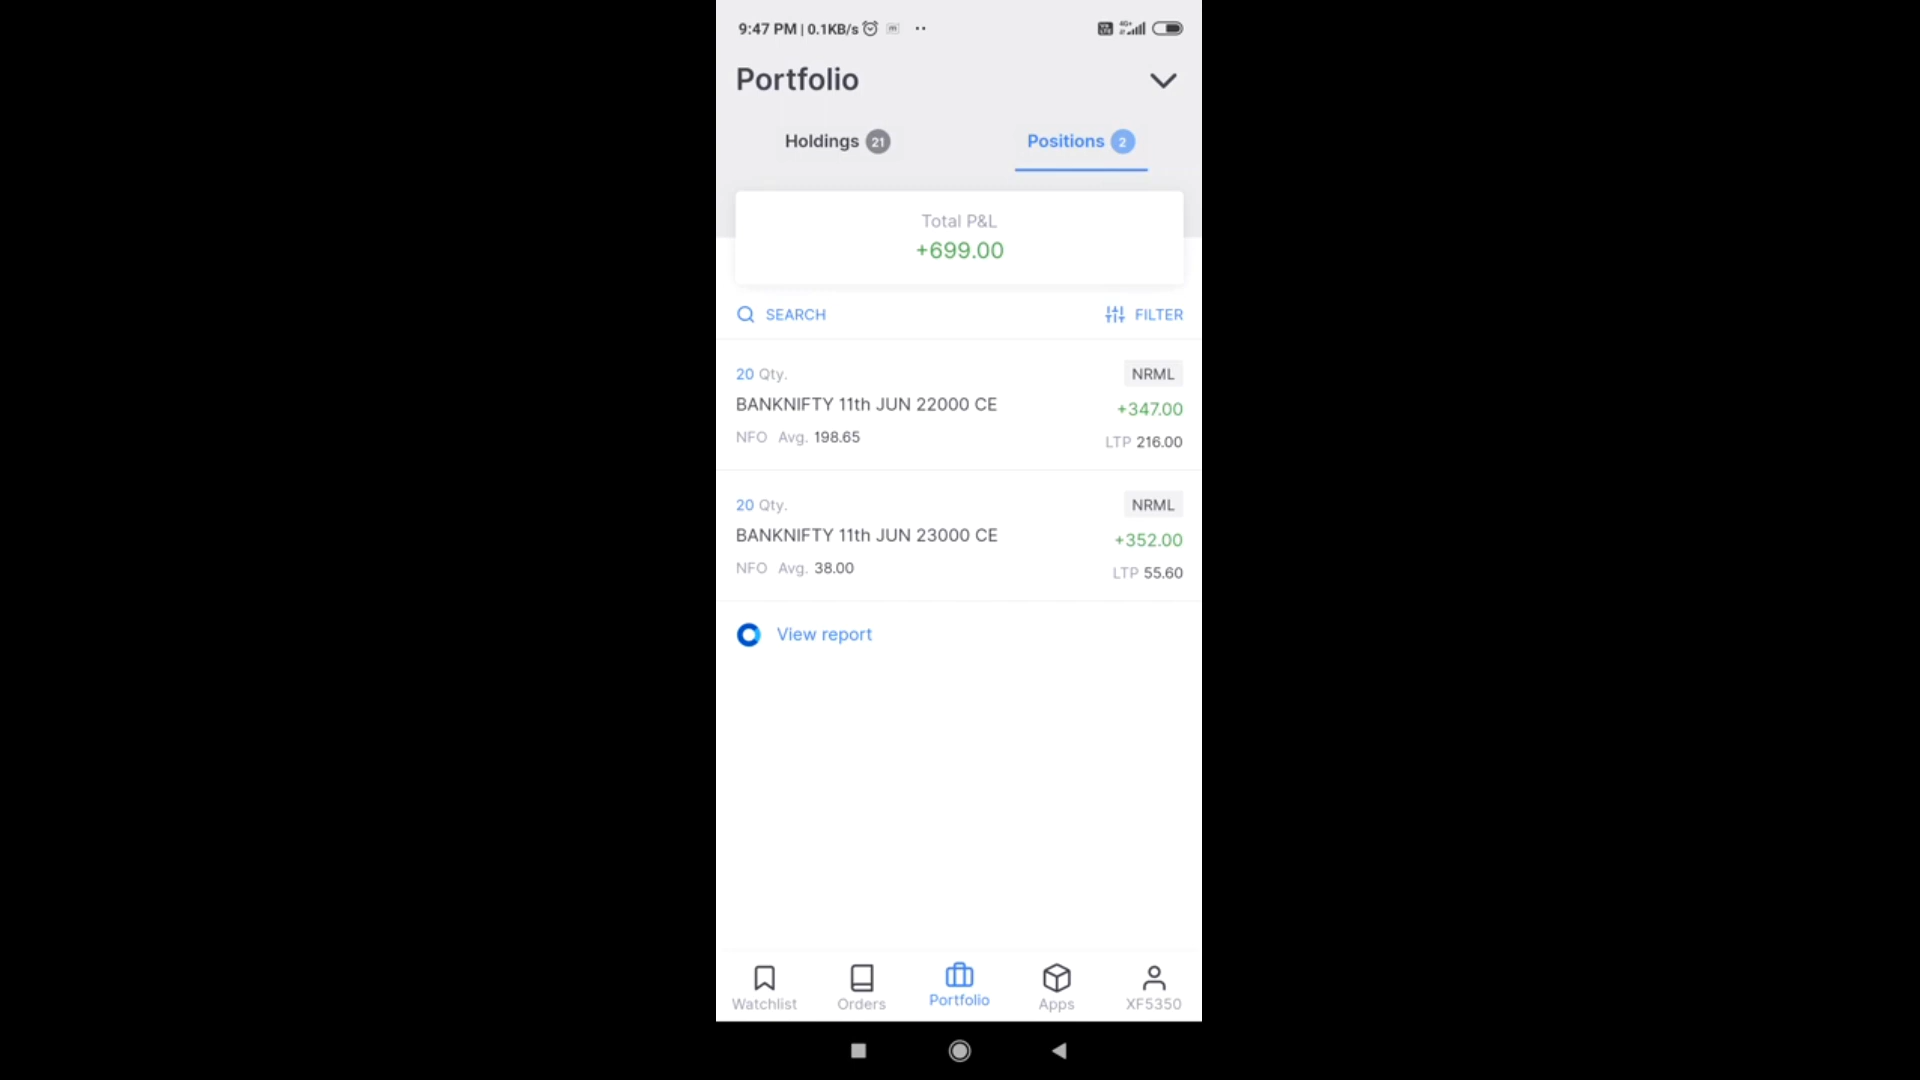 9:47 PM | 0.1KB/s
Portfolio
Holdings 21
Positions 2
Total P&L
+699.00
SEARCH
FILTER
20 Qty.
NRML
BANKNIFTY 11th JUN 22000 CE
+347.00
NFO Avg. 198.65
LTP 216.00
20 Qty.
NRML
BANKNIFTY 11th JUN 23000 CE
+352.00
NFO Avg. 38.00
LTP 55.60
View report
Watchlist
Orders
Portfolio
Apps
XF5350